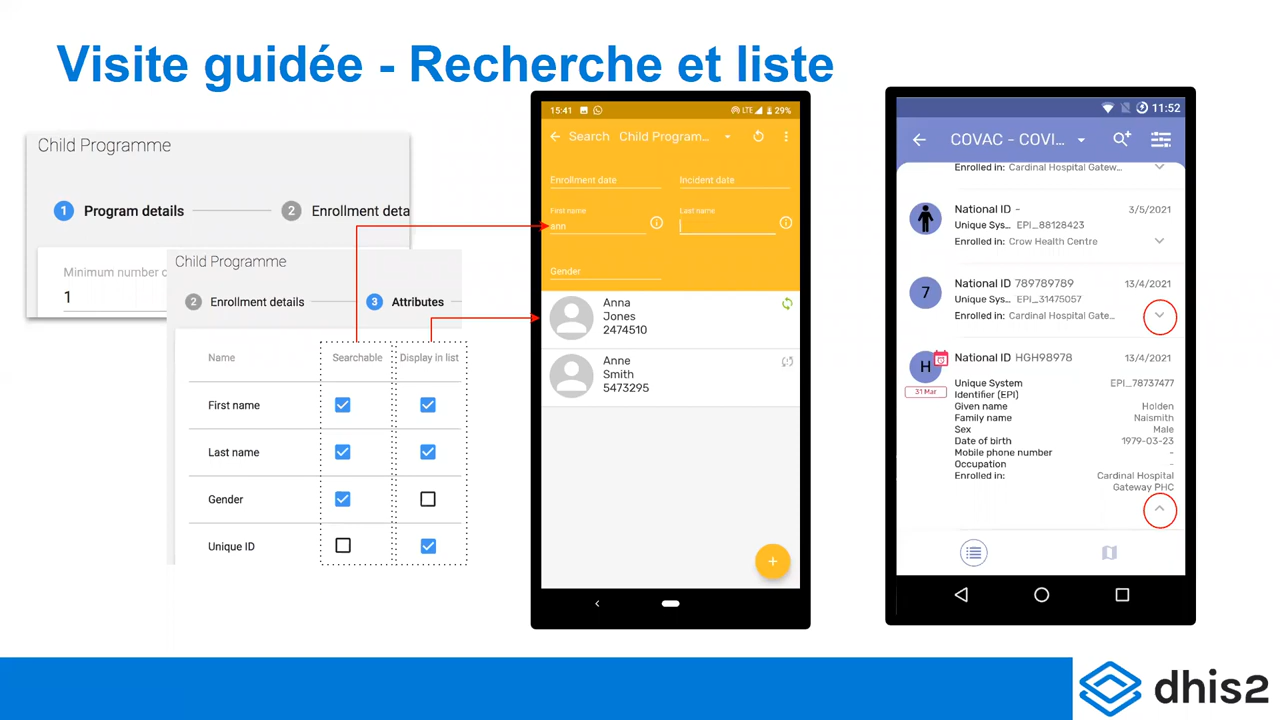 Visite guidée - Recherche et liste
Child Programme
1 Program details
2 Enrollment deta
Minimum number o
1
Child Programme
2 Enrollment details
3 Attributes
Name Searchable Display in list
First name
Last name
Gender
Unique ID
15:41 LTE 29%
Search Child Program...
Enrollment date Incident date
First name Last name
ann
Gender
Anna
Jones
2474510
Anne
Smith
5473295
+
11:52
COVAC - COVI...
Enrolled in: Cardinal Hospital Gatew...
National ID - 3/5/2021
Unique Sys... EPI_88128423
Enrolled in: Crow Health Centre
7 National ID 789789789 13/4/2021
Unique Sys... EPI_31475057
Enrolled in: Cardinal Hospital Gate...
H National ID HGH98978 13/4/2021
31 Mar
Unique System EPI_78737477
Identifier (EPI)
Given name Holden
Family name Naismith
Sex Male
Date of birth 1979-03-23
Mobile phone number -
Occupation -
Enrolled in: Cardinal Hospital
Gateway PHC
dhis2